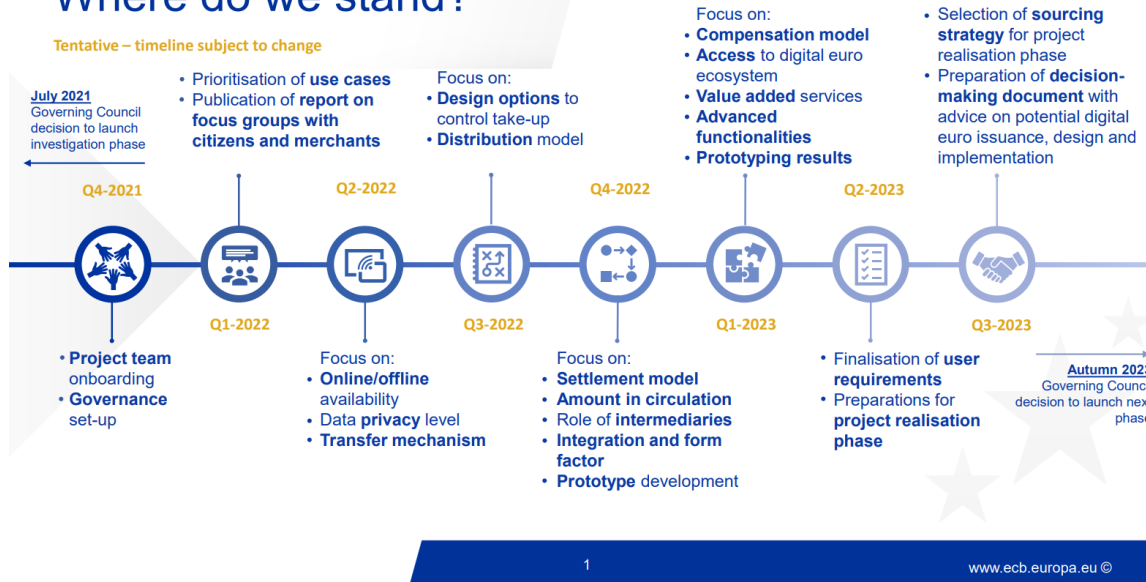 Where do we stand?
Tentative – timeline subject to change
July 2021
Governing Council
decision to launch
investigation phase
• Prioritisation of use cases
• Publication of report on
focus groups with
citizens and merchants
Focus on:
• Design options to
control take-up
• Distribution model
Focus on:
• Compensation model
• Access to digital euro
ecosystem
• Value added services
• Advanced
functionalities
• Prototyping results
• Selection of sourcing
strategy for project
realisation phase
• Preparation of decision-
making document with
advice on potential digital
euro issuance, design and
implementation
Q4-2021
Q2-2022
Q4-2022
Q2-2023
Q1-2022
Q3-2022
Q1-2023
Q3-2023
• Project team
onboarding
• Governance
set-up
Focus on:
• Online/offline
availability
• Data privacy level
• Transfer mechanism
Focus on:
• Settlement model
• Amount in circulation
• Role of intermediaries
• Integration and form
factor
• Prototype development
• Finalisation of user
requirements
• Preparations for
project realisation
phase
Autumn 2023
Governing Council
decision to launch next
phase
1
www.ecb.europa.eu ©